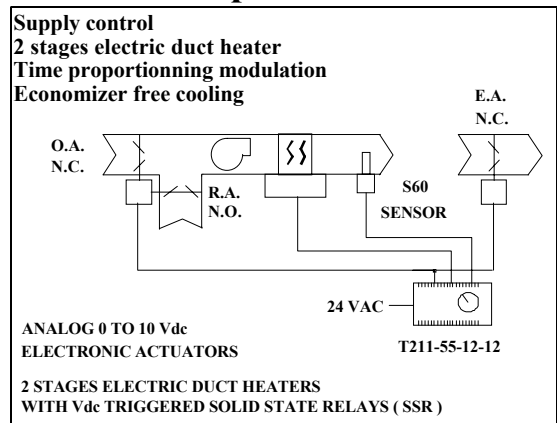 Supply control
2 stages electric duct heater
Time proportionning modulation
Economizer free cooling
E.A.
N.C.
O.A.
N.C.
R.A.
N.O.
S60
SENSOR
24 VAC
T211-55-12-12
ANALOG 0 TO 10 Vdc
ELECTRONIC ACTUATORS
2 STAGES ELECTRIC DUCT HEATERS
WITH Vdc TRIGGERED SOLID STATE RELAYS ( SSR )